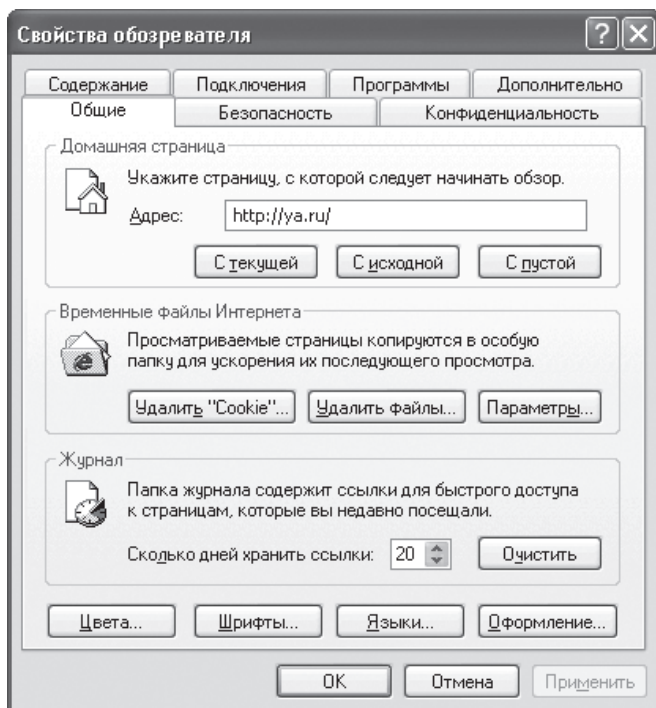 Свойства обозревателя
Содержание Подключения Программы Дополнительно
Общие Безопасность Конфиденциальность
Домашняя страница
Укажите страницу, с которой следует начинать обзор.
Адрес: http://ya.ru/
С текущей С исходной С пустой
Временные файлы Интернета
Просматриваемые страницы копируются в особую
папку для ускорения их последующего просмотра.
Удалить "Cookie"... Удалить файлы... Параметры...
Журнал
Папка журнала содержит ссылки для быстрого доступа
к страницам, которые вы недавно посещали.
Сколько дней хранить ссылки: 20 Очистить
Цвета... Шрифты... Языки... Оформление...
OK Отмена Применить